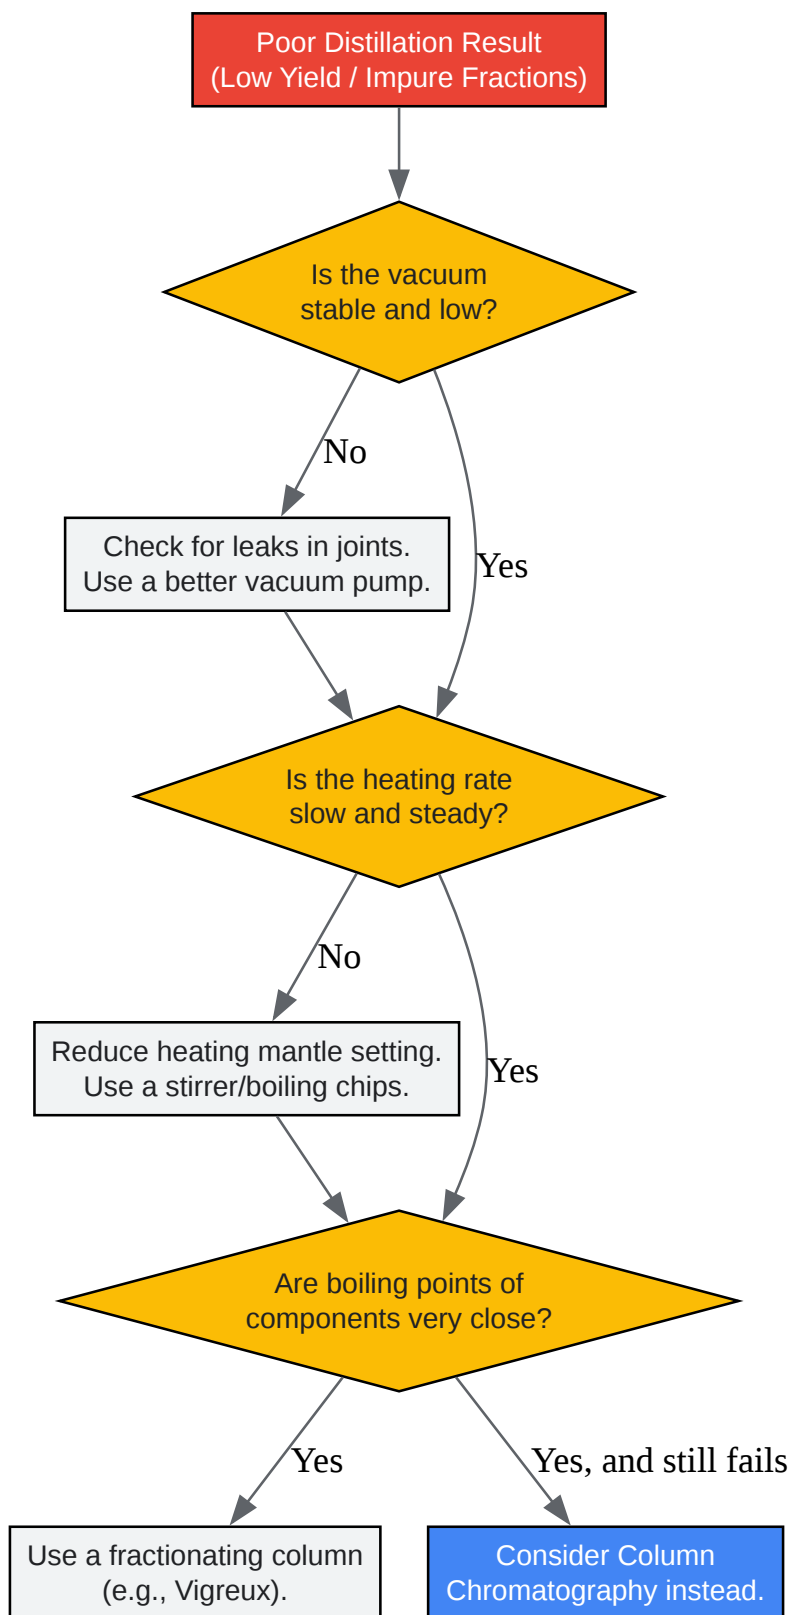 Poor Distillation Result
(Low Yield / Impure Fractions)
Is the vacuum
stable and low?
No
Check for leaks in joints.
Use a better vacuum pump.
Yes
Is the heating rate
slow and steady?
No
Reduce heating mantle setting.
Use a stirrer/boiling chips.
Yes
Are boiling points of
components very close?
Yes
Yes, and still fails
Use a fractionating column
(e.g., Vigreux).
Consider Column
Chromatography instead.